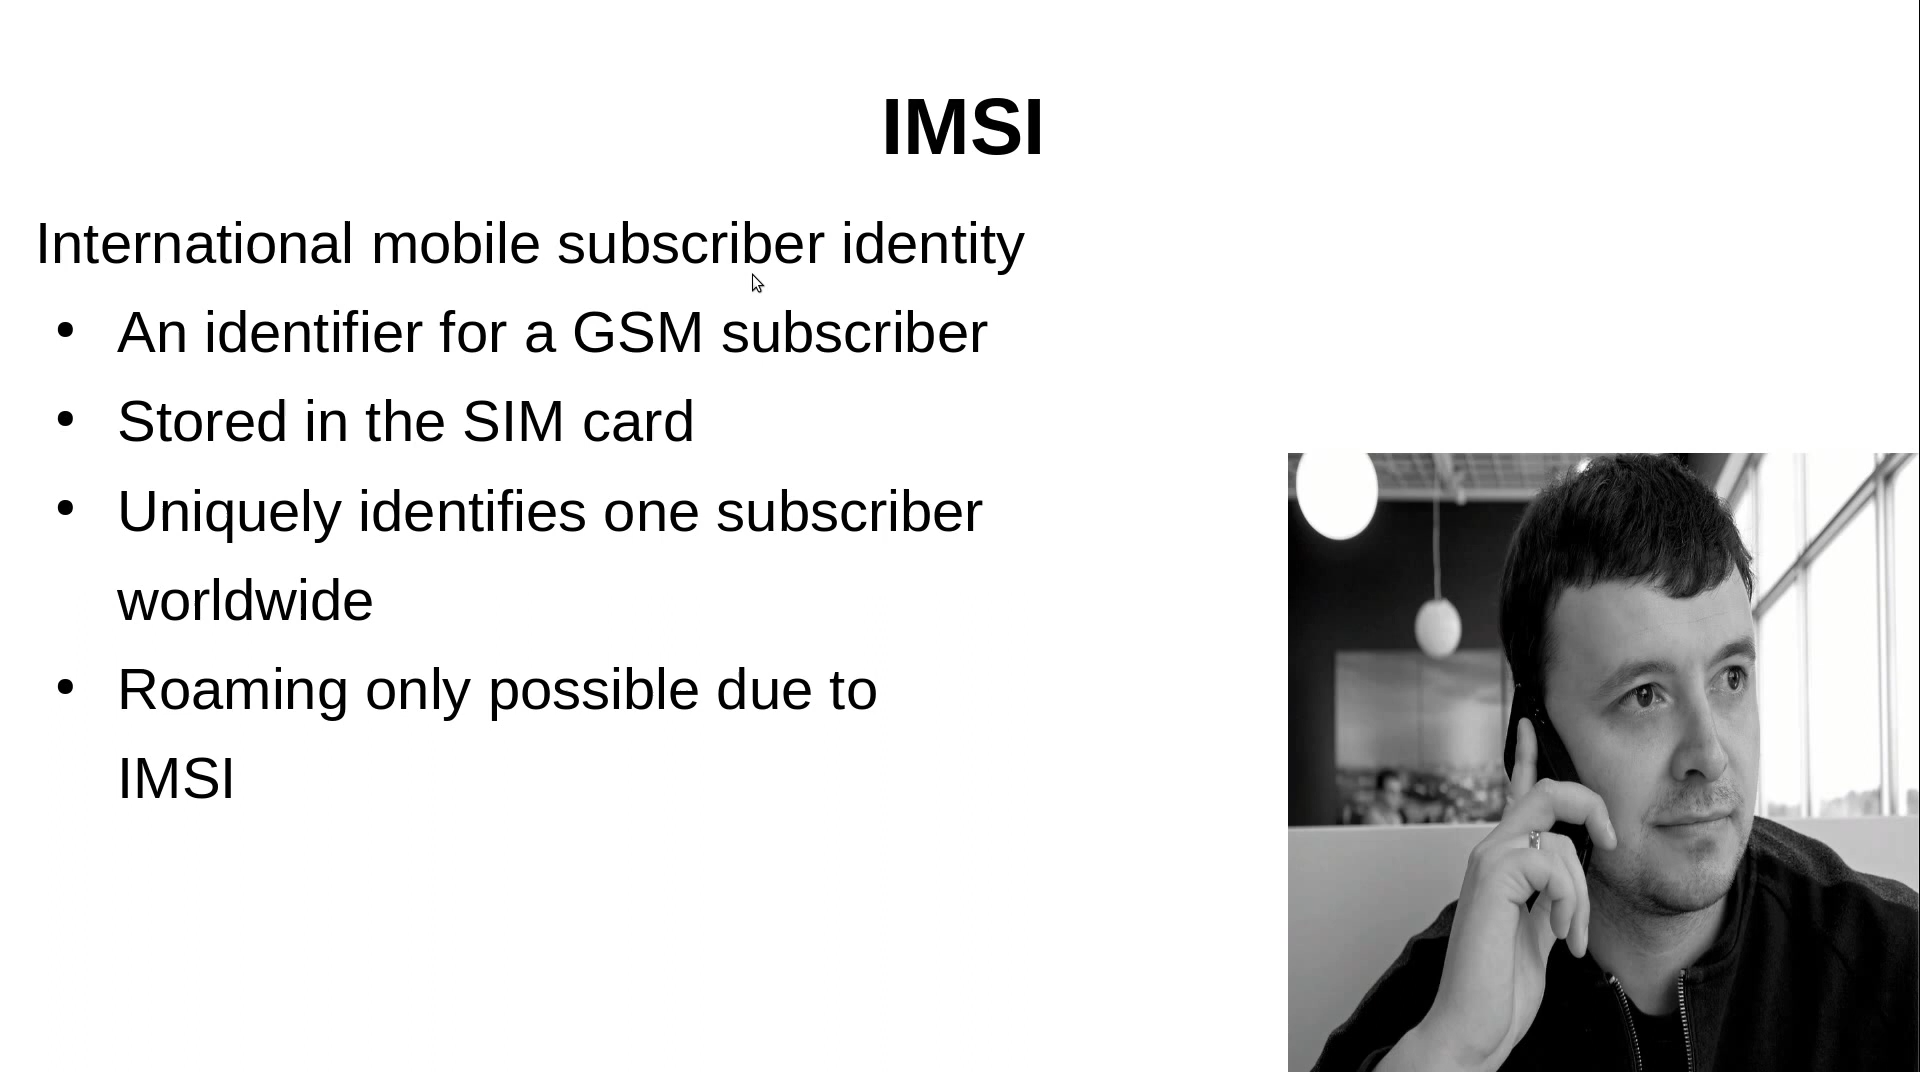 IMSI
International mobile subscriber identity
• An identifier for a GSM subscriber
• Stored in the SIM card
• Uniquely identifies one subscriber
worldwide
• Roaming only possible due to
IMSI